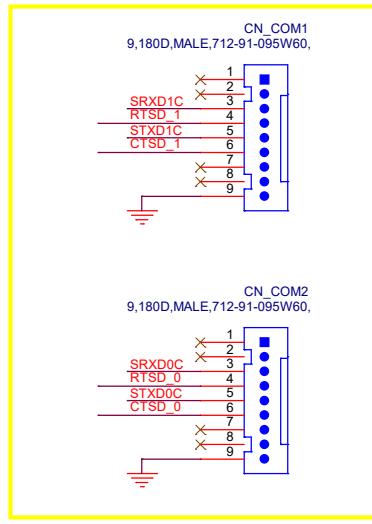 CN_COM1
9,180D,MALE,712-91-095W60,
1
2
SRXD1C 3
RTSD_1 4
STXD1C 5
CTSD_1 6
7
8
9
CN_COM2
9,180D,MALE,712-91-095W60,
1
2
SRXD0C 3
RTSD_0 4
STXD0C 5
CTSD_0 6
7
8
9